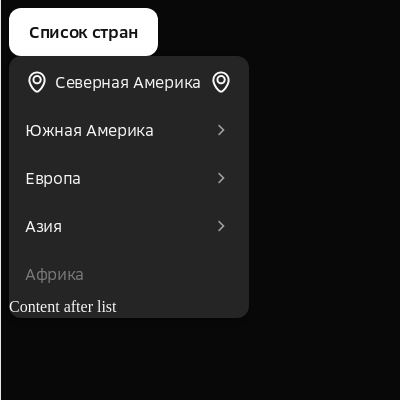 Список стран
Северная Америка
Южная Америка
Европа
Азия
Африка
Content after list